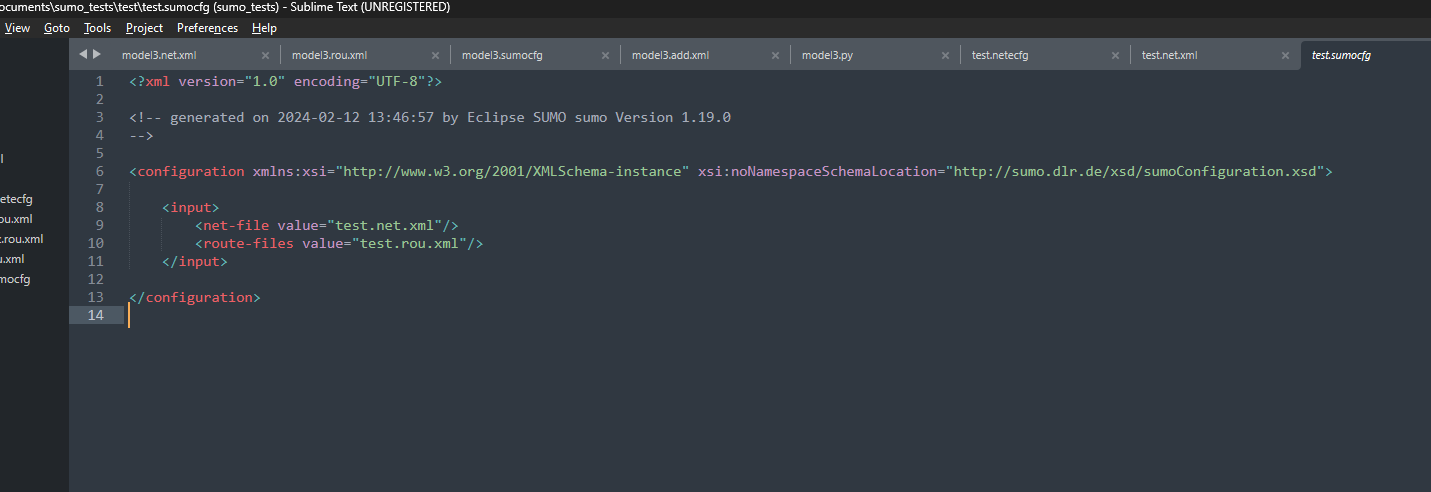 ocuments\sumo_tests\test\test.sumocfg (sumo_tests) - Sublime Text (UNREGISTERED)
View Goto Tools Project Preferences Help
model3.net.xml × model3.rou.xml × model3.sumocfg × model3.add.xml × model3.py × test.netecfg × test.net.xml × test.sumocfg
l
etecfg
ou.xml
t.rou.xml
u.xml
mocfg
1 <?xml version="1.0" encoding="UTF-8"?>
2
3 <!-- generated on 2024-02-12 13:46:57 by Eclipse SUMO sumo Version 1.19.0
4 -->
5
6 <configuration xmlns:xsi="http://www.w3.org/2001/XMLSchema-instance" xsi:noNamespaceSchemaLocation="http://sumo.dlr.de/xsd/sumoConfiguration.xsd">
7
8     <input>
9         <net-file value="test.net.xml"/>
10         <route-files value="test.rou.xml"/>
11     </input>
12
13 </configuration>
14